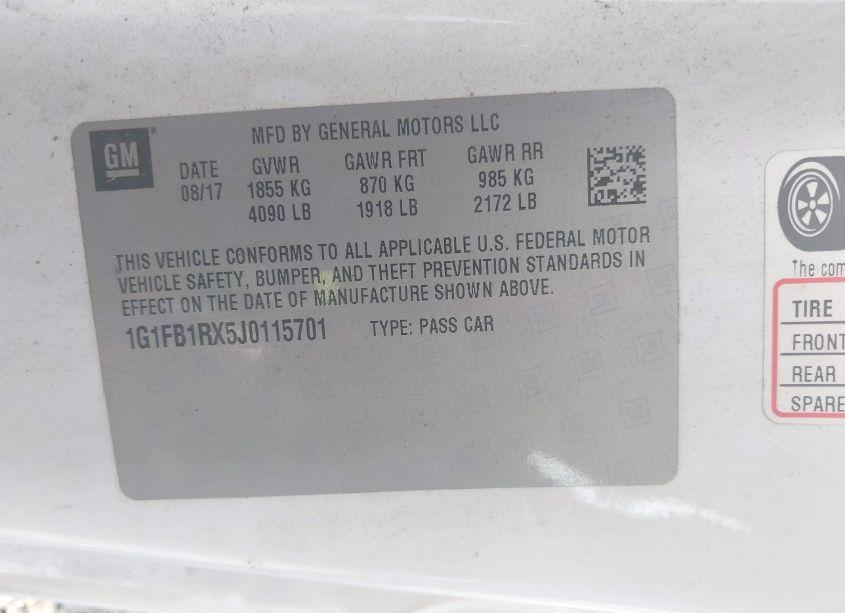 GM
MFD BY GENERAL MOTORS LLC
DATE GVWR GAWR FRT GAWR RR
08/17 1855 KG 870 KG 985 KG
4090 LB 1918 LB 2172 LB
THIS VEHICLE CONFORMS TO ALL APPLICABLE U.S. FEDERAL MOTOR
VEHICLE SAFETY, BUMPER, AND THEFT PREVENTION STANDARDS IN
EFFECT ON THE DATE OF MANUFACTURE SHOWN ABOVE.
1G1FB1RX5J0115701 TYPE: PASS CAR
The com
TIRE
FRONT
REAR
SPARE